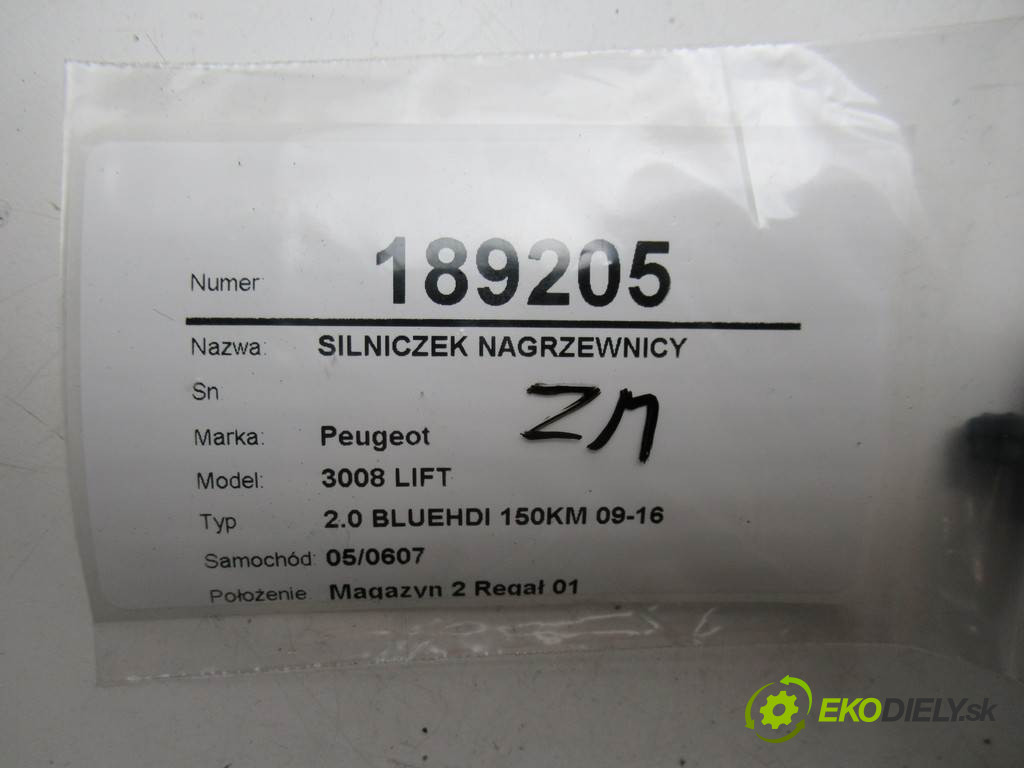 Numer: 189205
Nazwa: SILNICZEK NAGRZEWNICY
Sn
ZM
Marka: Peugeot
Model: 3008 LIFT
Typ 2.0 BLUEHDI 150KM 09-16
Samochód: 05/0607
Położenie Magazyn 2 Regał 01
EKODIELY.sk